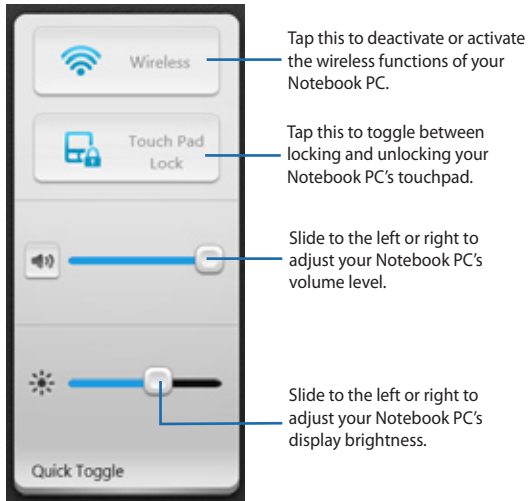 Wireless
Tap this to deactivate or activate
the wireless functions of your
Notebook PC.
Touch Pad
Lock
Tap this to toggle between
locking and unlocking your
Notebook PC’s touchpad.
Slide to the left or right to
adjust your Notebook PC’s
volume level.
Slide to the left or right to
adjust your Notebook PC’s
display brightness.
Quick Toggle